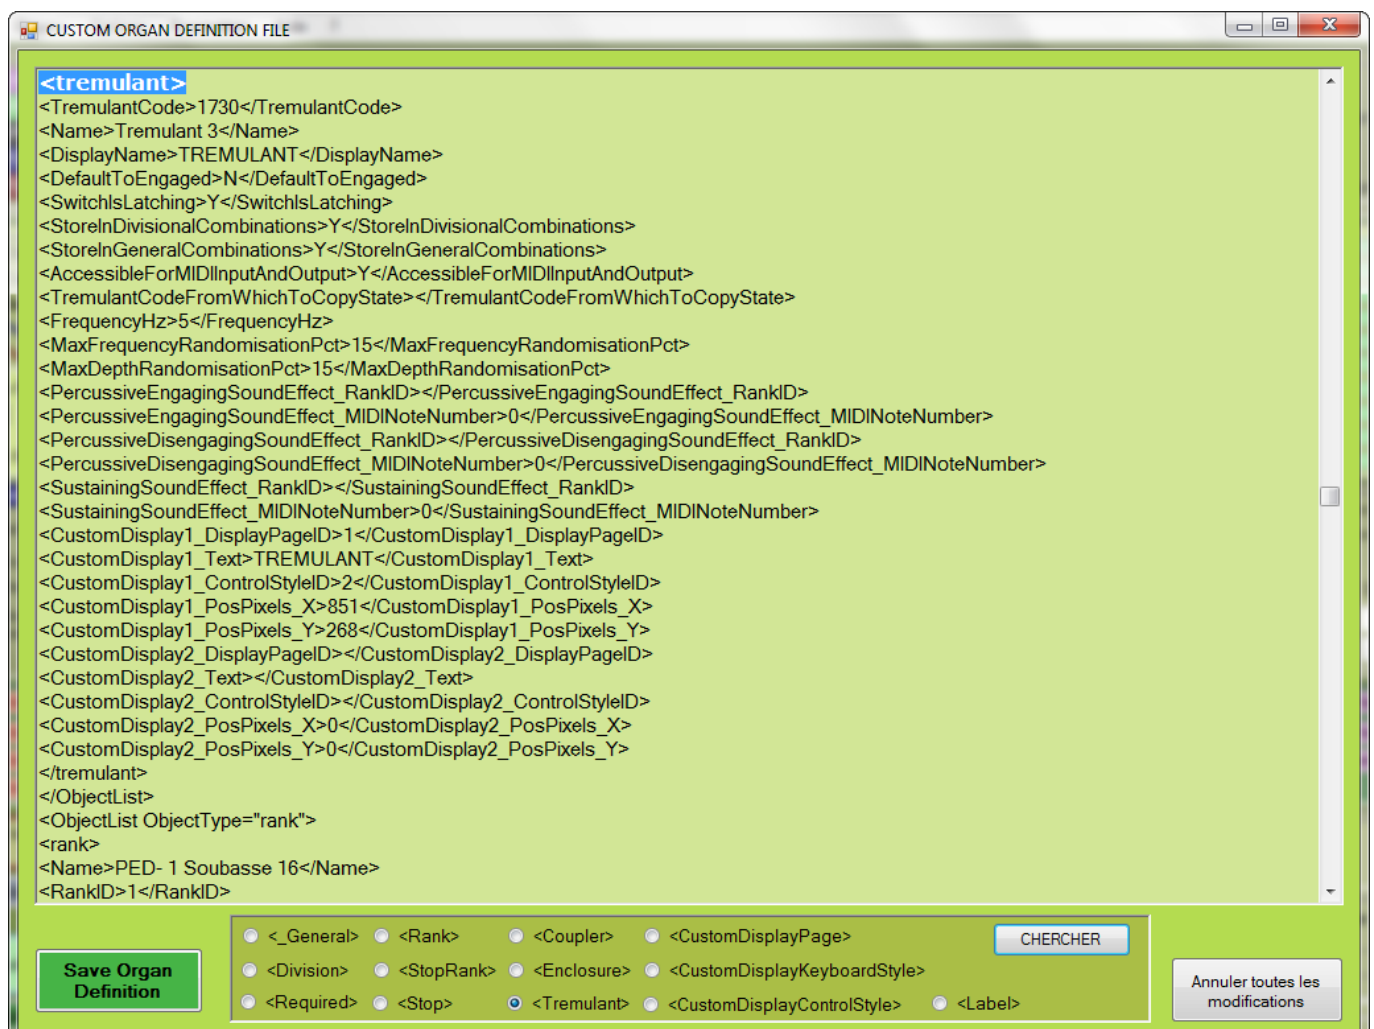 CUSTOM ORGAN DEFINITION FILE
<tremulant>
<TremulantCode>1730</TremulantCode>
<Name>Tremulant 3</Name>
<DisplayName>TREMULANT</DisplayName>
<DefaultToEngaged>N</DefaultToEngaged>
<SwitchIsLatching>Y</SwitchIsLatching>
<StoreInDivisionalCombinations>Y</StoreInDivisionalCombinations>
<StoreInGeneralCombinations>Y</StoreInGeneralCombinations>
<AccessibleForMIDIInputAndOutput>Y</AccessibleForMIDIInputAndOutput>
<TremulantCodeFromWhichToCopyState></TremulantCodeFromWhichToCopyState>
<FrequencyHz>5</FrequencyHz>
<MaxFrequencyRandomisationPct>15</MaxFrequencyRandomisationPct>
<MaxDepthRandomisationPct>15</MaxDepthRandomisationPct>
<PercussiveEngagingSoundEffect_RankID></PercussiveEngagingSoundEffect_RankID>
<PercussiveEngagingSoundEffect_MIDINoteNumber>0</PercussiveEngagingSoundEffect_MIDINoteNumber>
<PercussiveDisengagingSoundEffect_RankID></PercussiveDisengagingSoundEffect_RankID>
<PercussiveDisengagingSoundEffect_MIDINoteNumber>0</PercussiveDisengagingSoundEffect_MIDINoteNumber>
<SustainingSoundEffect_RankID></SustainingSoundEffect_RankID>
<SustainingSoundEffect_MIDINoteNumber>0</SustainingSoundEffect_MIDINoteNumber>
<CustomDisplay1_DisplayPageID>1</CustomDisplay1_DisplayPageID>
<CustomDisplay1_Text>TREMULANT</CustomDisplay1_Text>
<CustomDisplay1_ControlStyleID>2</CustomDisplay1_ControlStyleID>
<CustomDisplay1_PosPixels_X>851</CustomDisplay1_PosPixels_X>
<CustomDisplay1_PosPixels_Y>268</CustomDisplay1_PosPixels_Y>
<CustomDisplay2_DisplayPageID></CustomDisplay2_DisplayPageID>
<CustomDisplay2_Text></CustomDisplay2_Text>
<CustomDisplay2_ControlStyleID></CustomDisplay2_ControlStyleID>
<CustomDisplay2_PosPixels_X>0</CustomDisplay2_PosPixels_X>
<CustomDisplay2_PosPixels_Y>0</CustomDisplay2_PosPixels_Y>
</tremulant>
</ObjectList>
<ObjectList ObjectType="rank">
<rank>
<Name>PED- 1 Soubasse 16</Name>
<RankID>1</RankID>
<_General> <Rank> <Coupler> <CustomDisplayPage> CHERCHER
<Division> <StopRank> <Enclosure> <CustomDisplayKeyboardStyle>
<Required> <Stop> <Tremulant> <CustomDisplayControlStyle> <Label>
Save Organ
Definition
Annuler toutes les
modifications